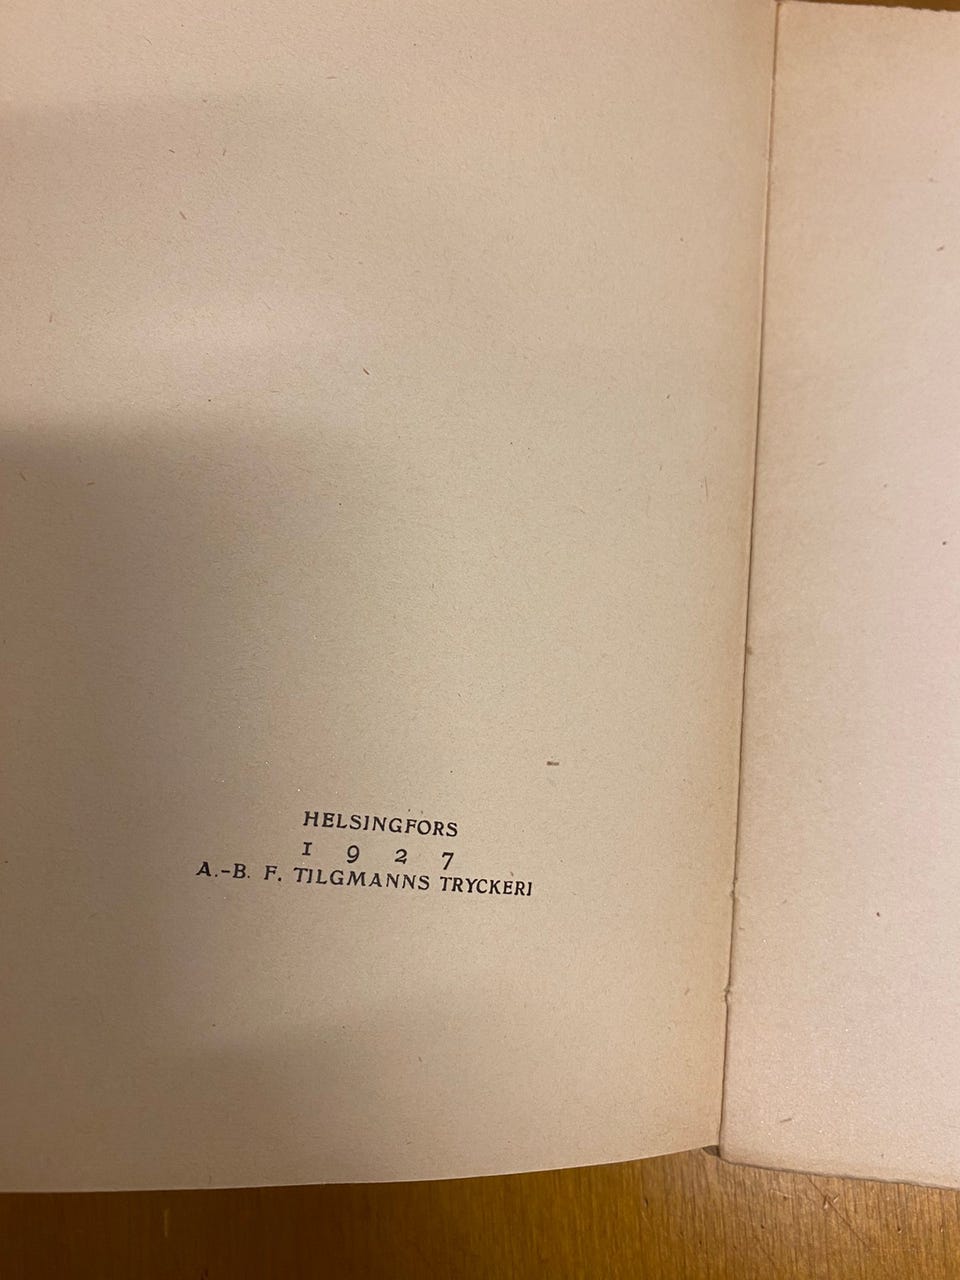 HELSINGFORS
1 9 2 7
A.-B. F. TILGMANNS TRYCKERI